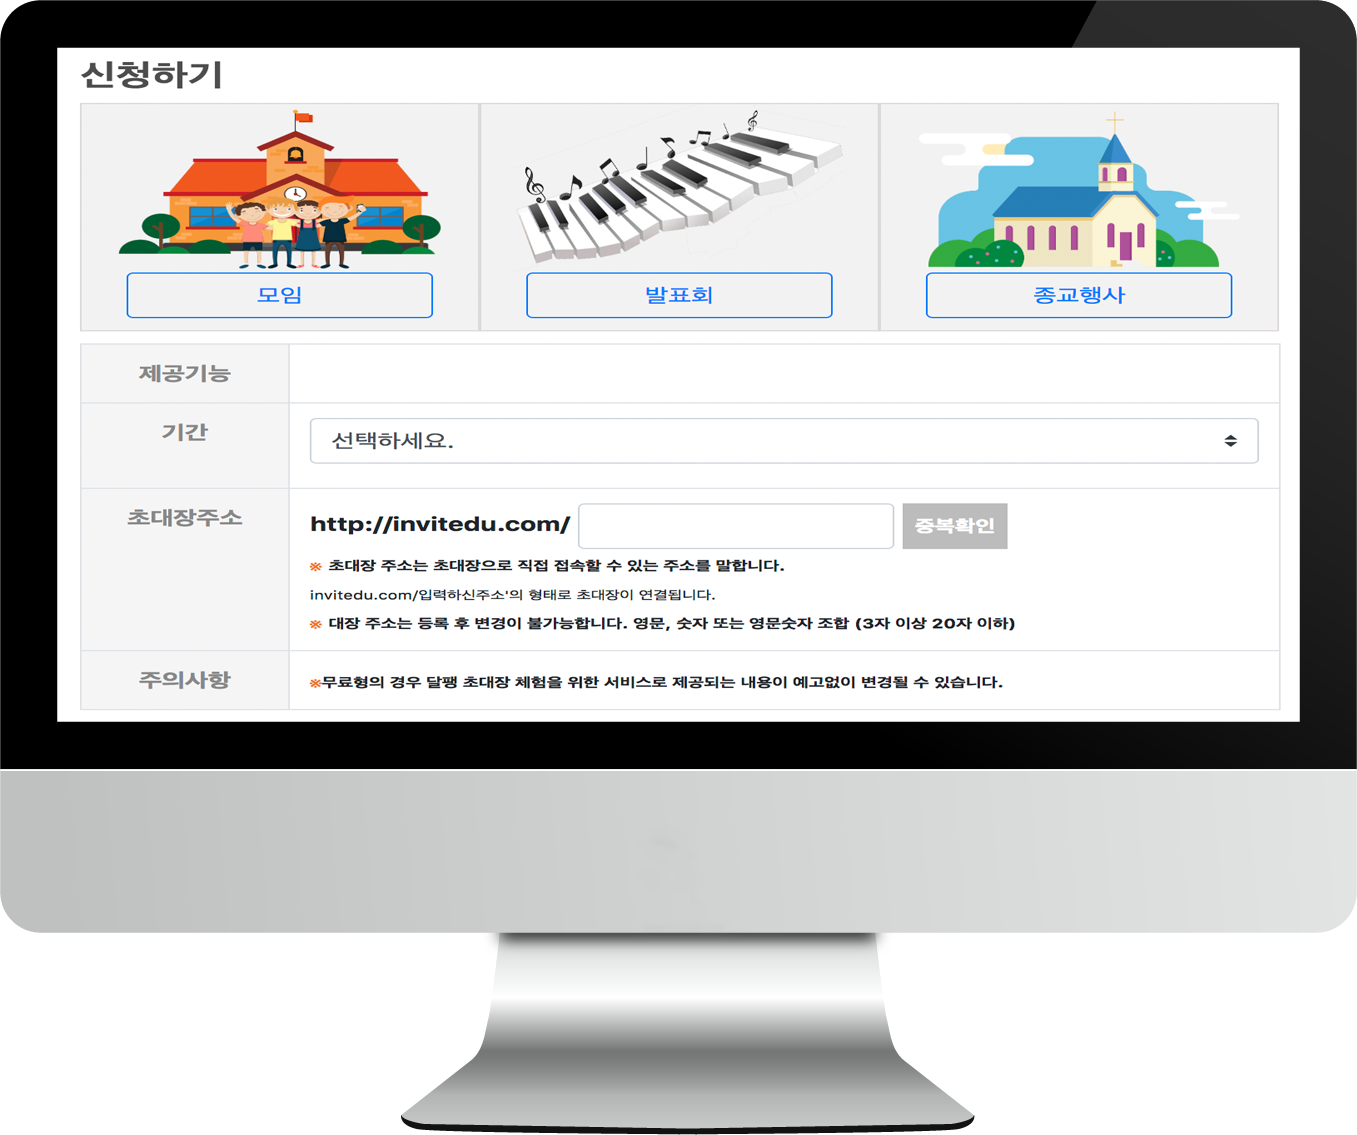 신청하기
모임
발표회
종교행사
제공기능
기간
선택하세요.
초대장주소
http://invitedu.com/
중복확인
※ 초대장 주소는 초대장으로 직접 접속할 수 있는 주소를 말합니다.
invitedu.com/입력하신주소'의 형태로 초대장이 연결됩니다.
※ 대장 주소는 등록 후 변경이 불가능합니다. 영문, 숫자 또는 영문숫자 조합 (3자 이상 20자 이하)
주의사항
※무료형의 경우 달팽 초대장 체험을 위한 서비스로 제공되는 내용이 예고없이 변경될 수 있습니다.